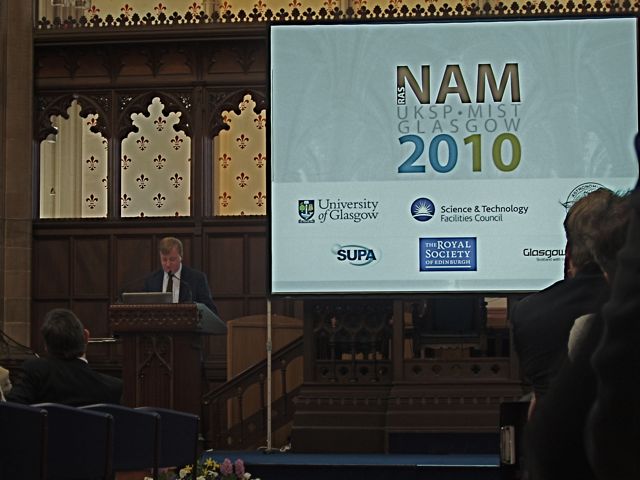 RAS
NAM
UKSP·MIST
GLASGOW
2010
University
of Glasgow
Science & Technology
Facilities Council
SUPA
THE ROYAL
SOCIETY
OF EDINBURGH
Glasgow